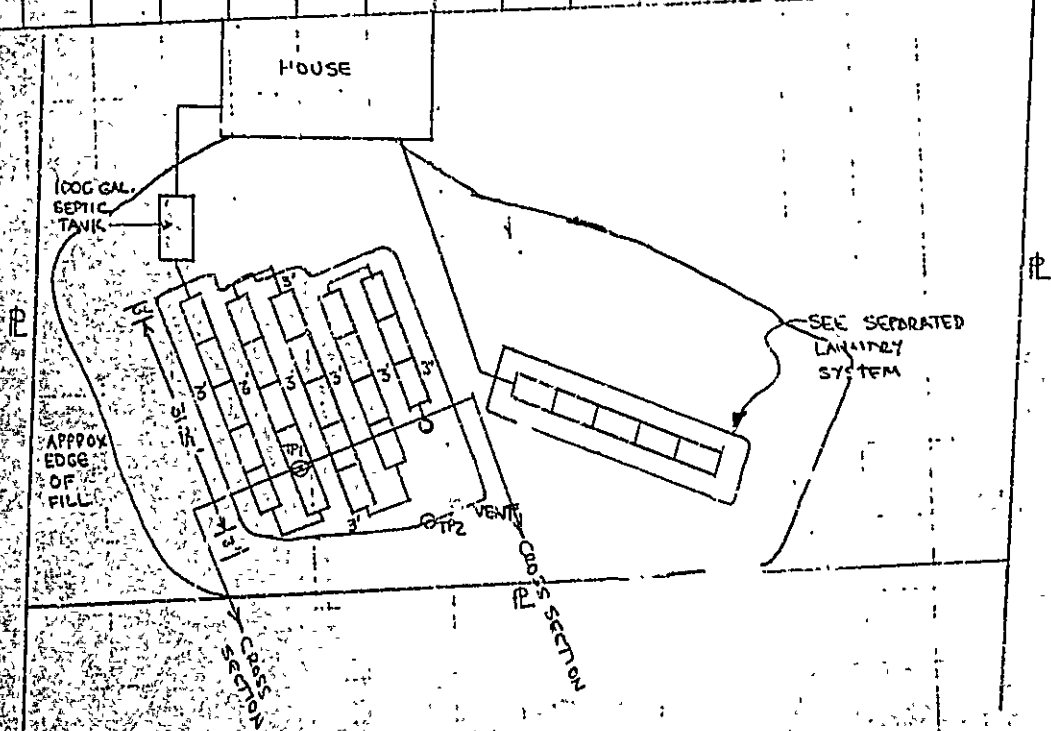 HOUSE
1000 GAL.
SEPTIC
TANK
PL
PL
SEE SEPARATED
LAUNDRY
SYSTEM
3'
3'
3'
3'
3'
3'
3"
APPROX
EDGE
OF
FILL
TP1
3'
TP2
VENT
3'
CROSS SECTION
PL
CROSS
SECTION